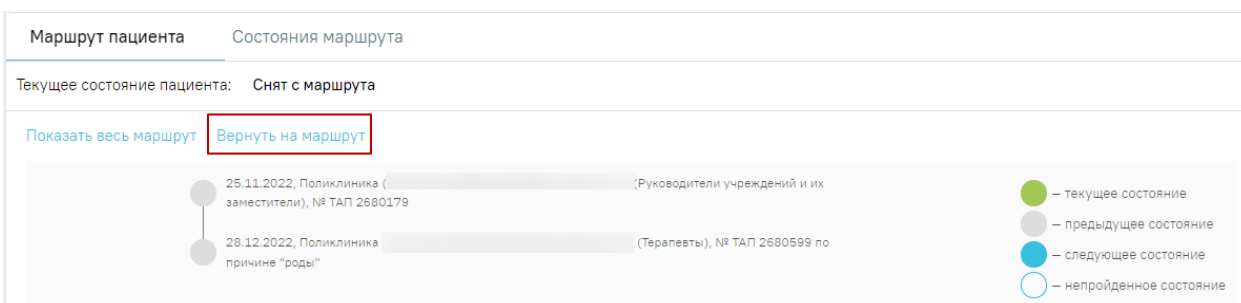 Маршрут пациента Состояния маршрута
Текущее состояние пациента: Снят с маршрута
Показать весь маршрут Вернуть на маршрут
25.11.2022, Поликлиника ( (Руководители учреждений и их
заместители), № ТАП 2680179
28.12.2022, Поликлиника (Терапевты), № ТАП 2680599 по
причине "роды"
– текущее состояние
– предыдущее состояние
– следующее состояние
– непройденное состояние